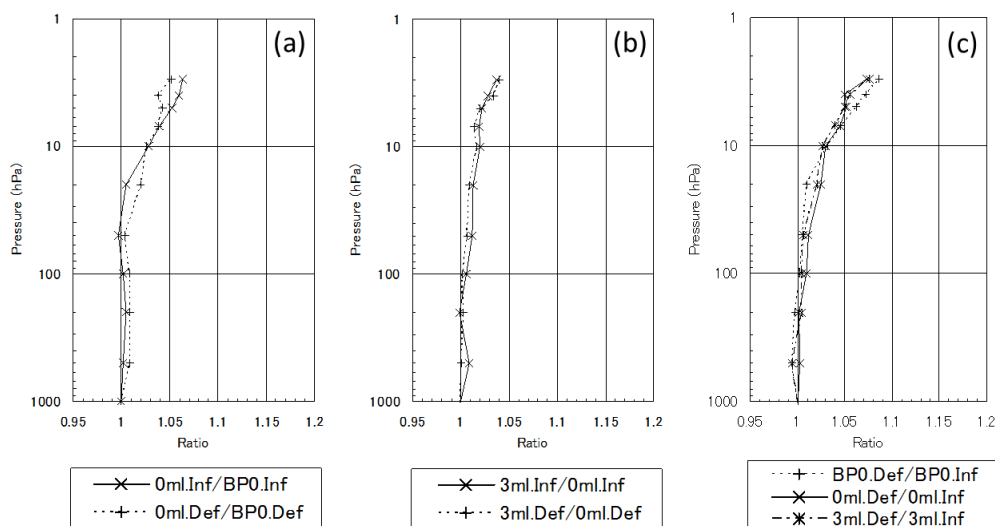 (a)
1
10
100
1000
Pressure (hPa)
0.95 1 1.05 1.1 1.15 1.2
Ratio
0ml.Inf/BP0.Inf
0ml.Def/BP0.Def
(b)
1
10
100
1000
Pressure (hPa)
0.95 1 1.05 1.1 1.15 1.2
Ratio
3ml.Inf/0ml.Inf
3ml.Def/0ml.Def
(c)
1
10
100
1000
Pressure (hPa)
0.95 1 1.05 1.1 1.15 1.2
Ratio
BP0.Def/BP0.Inf
0ml.Def/0ml.Inf
3ml.Def/3ml.Inf